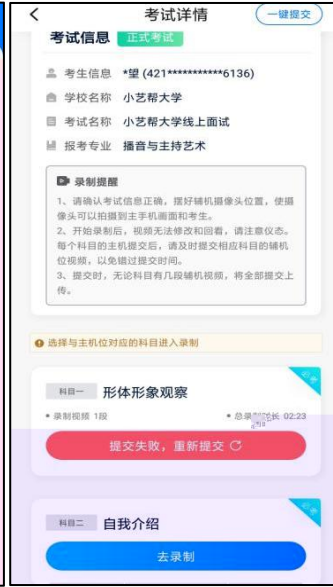 考试详情
一键提交
考试信息 正式考试
考生信息 *望 (421***********6136)
学校名称 小艺帮大学
考试名称 小艺帮大学线上面试
报考专业 播音与主持艺术
录制提醒
1、请确认考试信息正确，摆好辅机摄像头位置，使摄
像头可以拍摄到主手机画面和考生。
2、开始录制后，视频无法修改和回看，请注意仪态。
每个科目的主机提交后，请及时提交相应科目的辅机
位视频，以免错过提交时间。
3、提交时，无论科目有几段辅机视频，将全部提交上
传。
选择与主机位对应的科目进入录制
必考
科目一 形体形象观察
• 录制视频 1段
• 总录制时长 02:23
提交失败，重新提交
必考
科目二 自我介绍
去录制